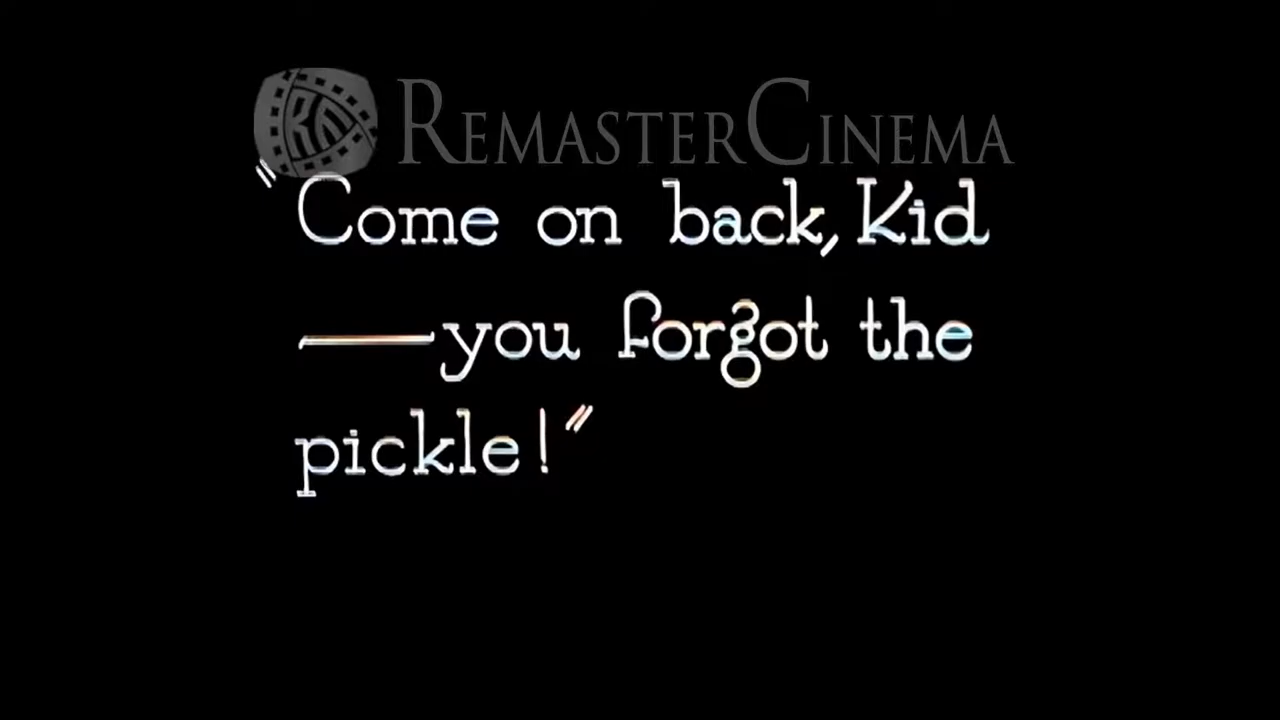 RemasterCinema
"Come on back, Kid
—you forgot the
pickle!"